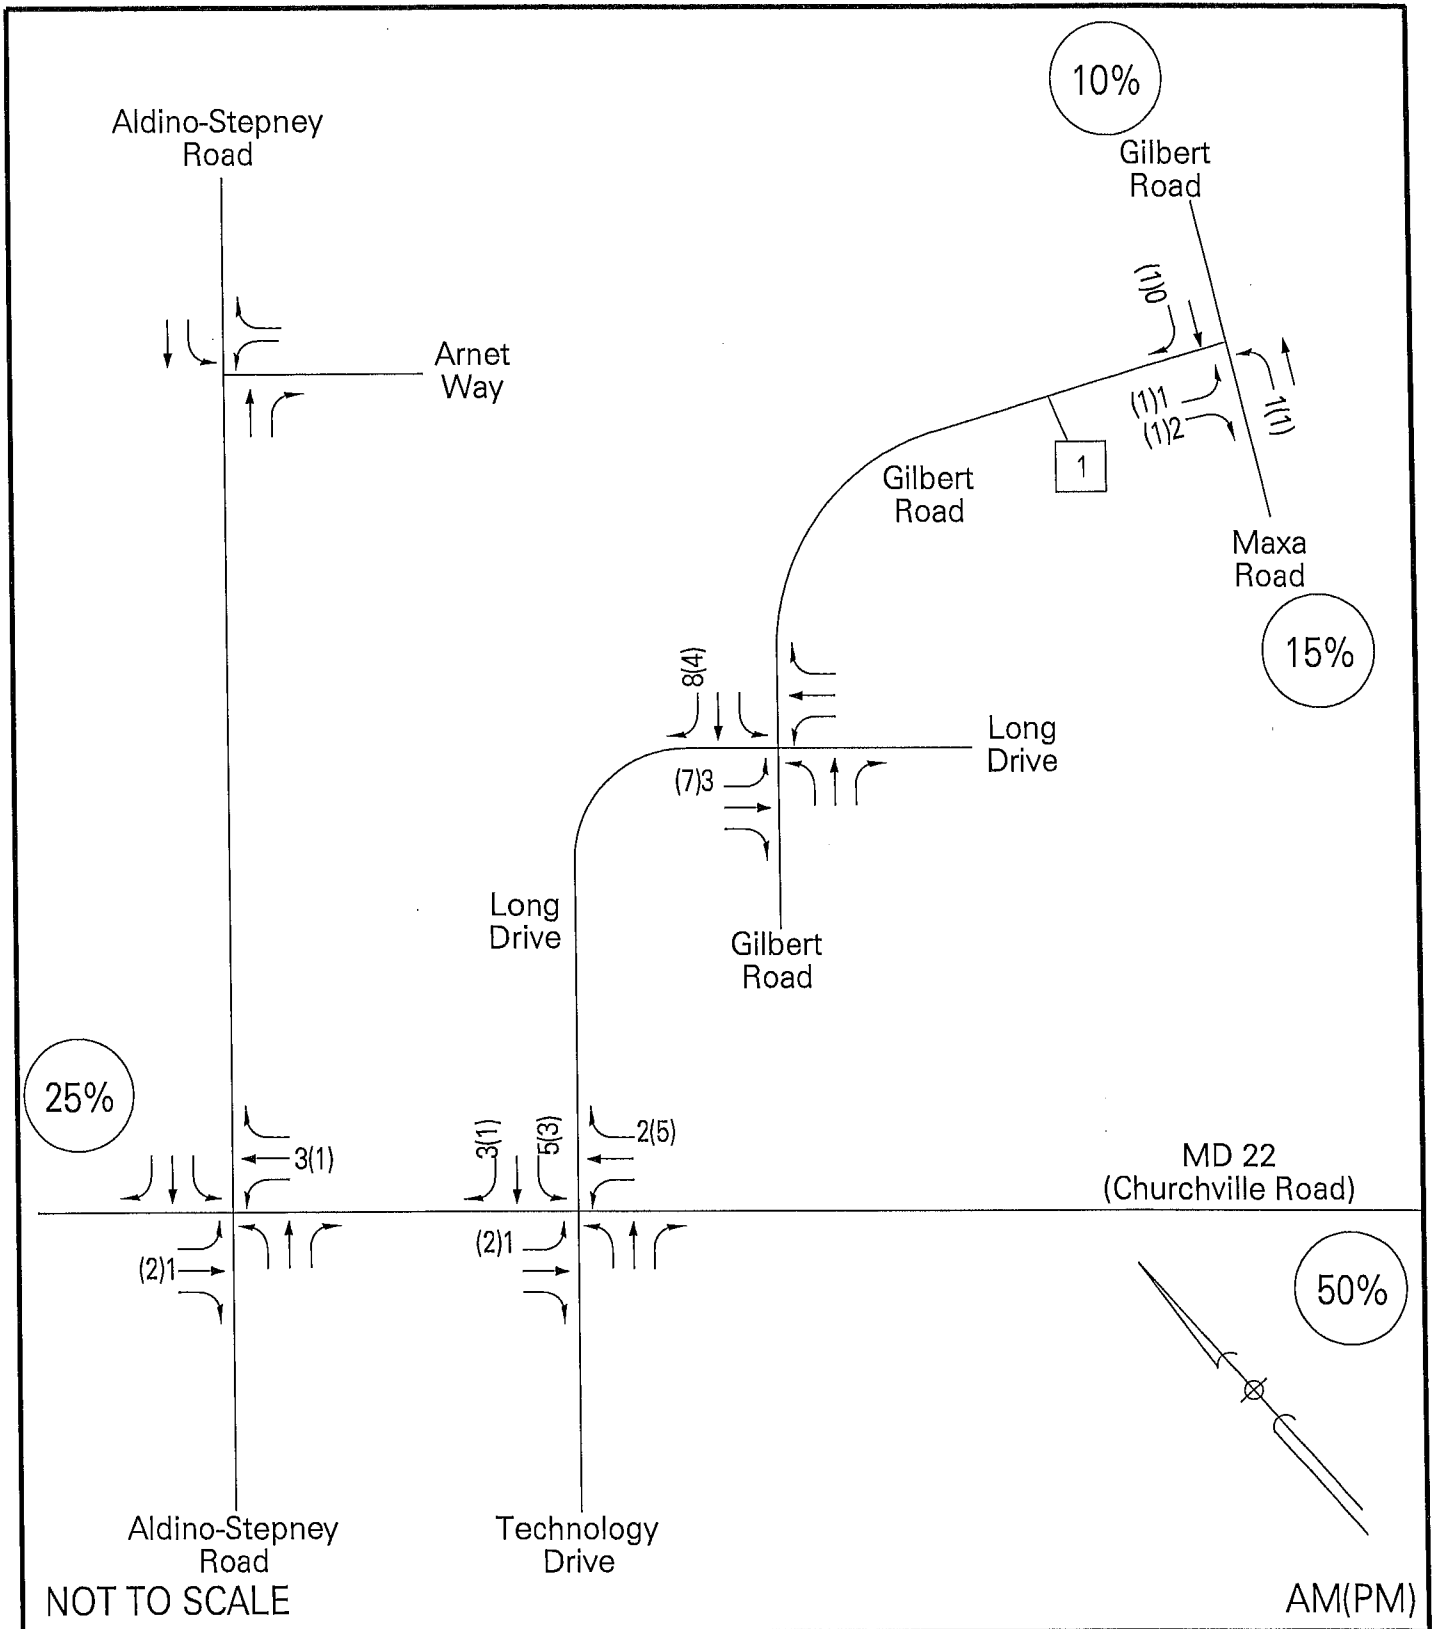 10%
Aldino-Stepney
Road
Gilbert
Road
(1)0
Arnet
Way
(1)1
(1)2
1(1)
1
Gilbert
Road
Maxa
Road
15%
8(4)
(7)3
Long
Drive
Long
Drive
Gilbert
Road
25%
3(1)
3(1)
5(3)
2(5)
MD 22
(Churchville Road)
(2)1
(2)1
50%
Aldino-Stepney
Road
Technology
Drive
NOT TO SCALE
AM(PM)